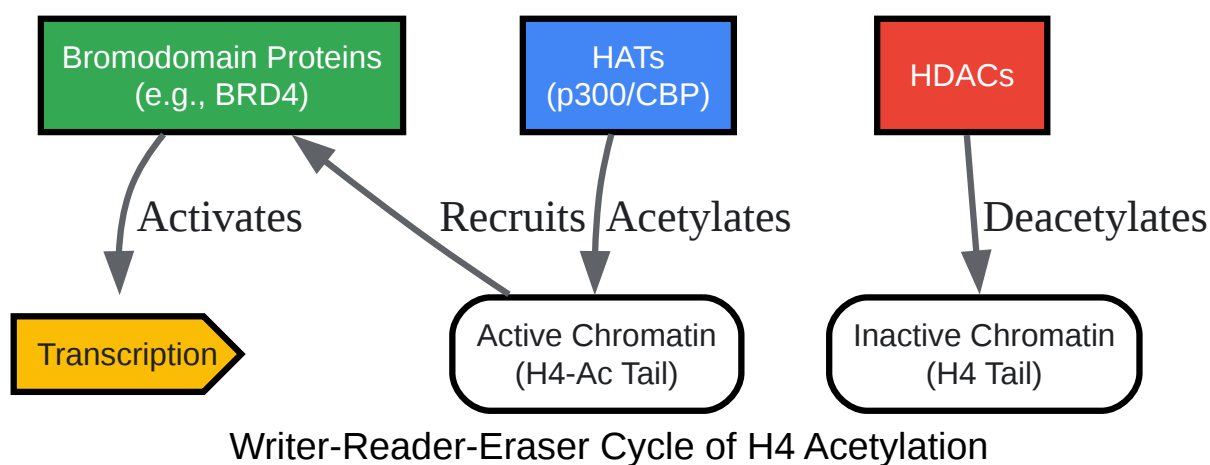 Bromodomain Proteins
(e.g., BRD4)
HATs
(p300/CBP)
HDACs
Activates
Recruits
Acetylates
Deacetylates
Transcription
Active Chromatin
(H4-Ac Tail)
Inactive Chromatin
(H4 Tail)
Writer-Reader-Eraser Cycle of H4 Acetylation